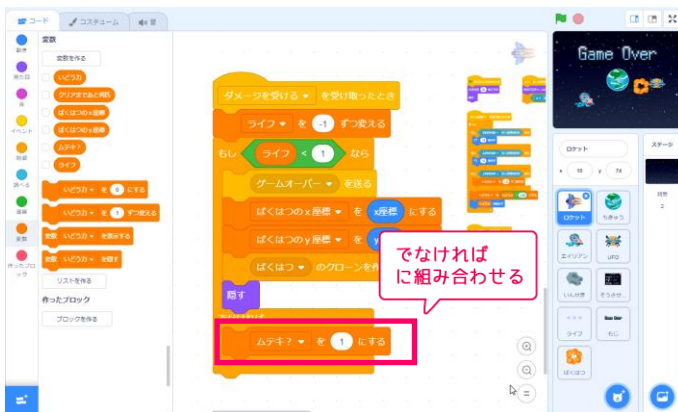 コード
コスチューム
音
変数
変数を作る
いどう力
クリアまであと何匹
ばくはつのx座標
ばくはつのy座標
ムテキ?
ライフ
いどう力 を 0 にする
いどう力 を 1 ずつ変える
変数 いどう力 を表示する
変数 いどう力 を隠す
リストを作る
作ったブロック
ブロックを作る
動き
見た目
音
イベント
制御
調べる
演算
変数
作ったブロック
ダメージを受ける を受け取ったとき
ライフ を -1 ずつ変える
もし ライフ < 1 なら
ゲームオーバー を送る
ばくはつのx座標 を x座標 にする
ばくはつのy座標 を
ばくはつ のクローンを作
隠す
でなければ
に組み合わせる
ムテキ? を 1 にする
Game Over
ロケット
ステージ
x
y
背景
2
ロケット
ちきゅう
エイリアン
UFO
いんせき
ライフ
もじ
ばくはつ